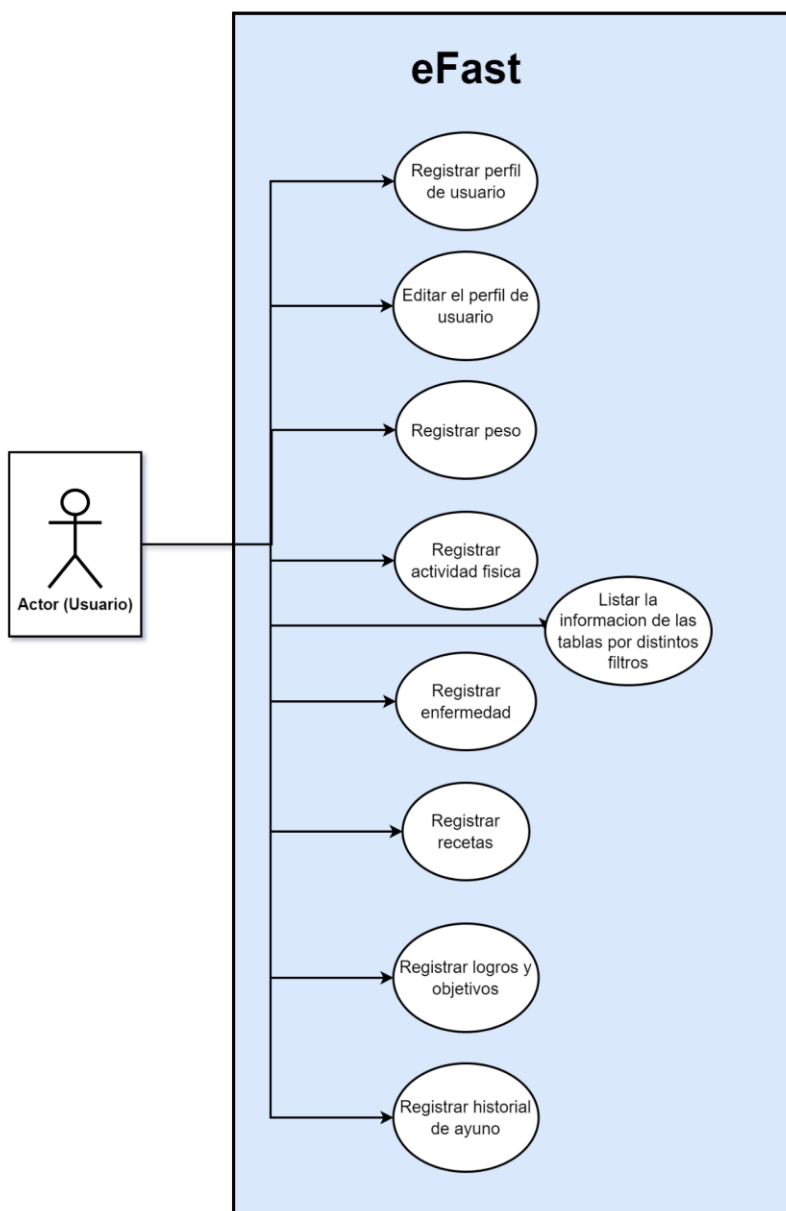 eFast
Registrar perfil
de usuario
Editar el perfil de
usuario
Registrar peso
Actor (Usuario)
Registrar
actividad fisica
Listar la
informacion de las
tablas por distintos
filtros
Registrar
enfermedad
Registrar
recetas
Registrar logros y
objetivos
Registrar historial
de ayuno